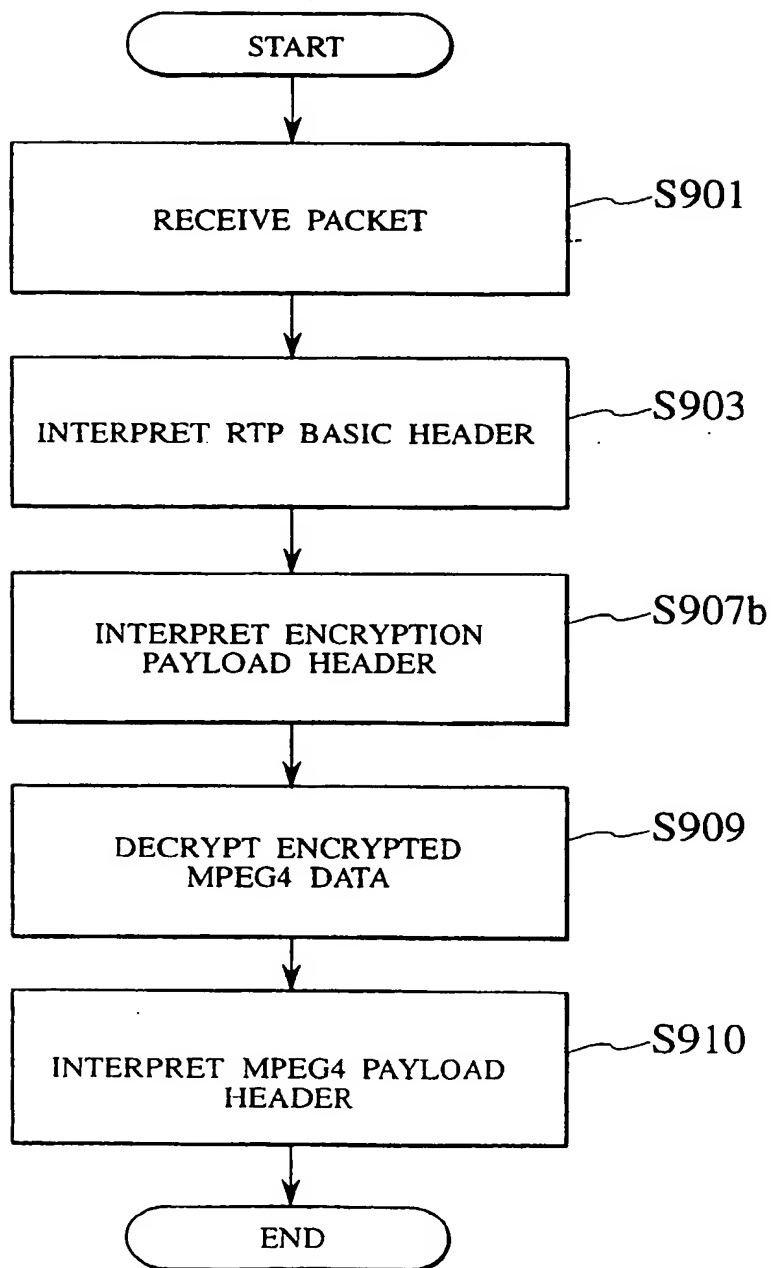 START
RECEIVE PACKET
S901
INTERPRET RTP BASIC HEADER
S903
INTERPRET ENCRYPTION
PAYLOAD HEADER
S907b
DECRYPT ENCRYPTED
MPEG4 DATA
S909
INTERPRET MPEG4 PAYLOAD
HEADER
S910
END